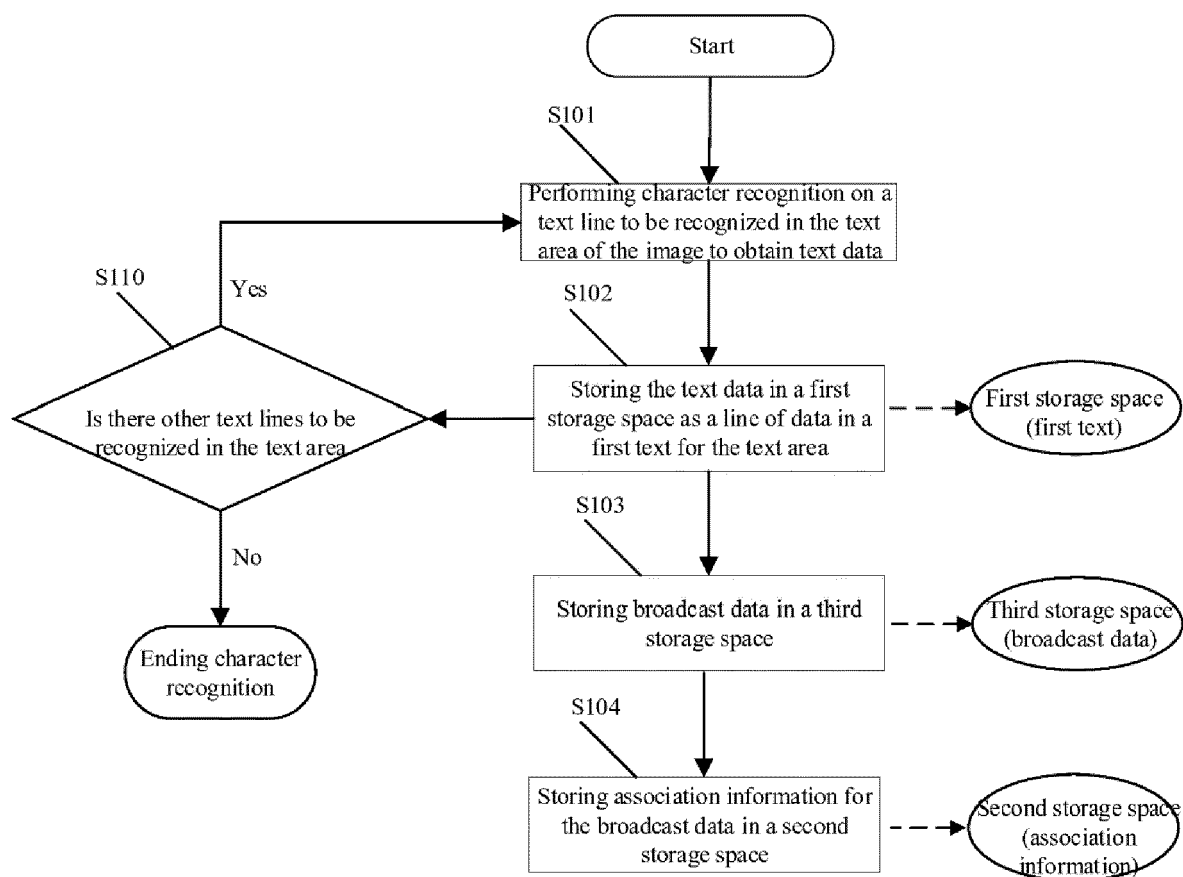 Start
S101
Performing character recognition on a
text line to be recognized in the text
area of the image to obtain text data
S110
Yes
S102
Is there other text lines to be
recognized in the text area
Storing the text data in a first
storage space as a line of data in a
first text for the text area
First storage space
(first text)
No
S103
Ending character
recognition
Storing broadcast data in a third
storage space
Third storage space
(broadcast data)
S104
Storing association information for
the broadcast data in a second
storage space
Second storage space
(association
information)